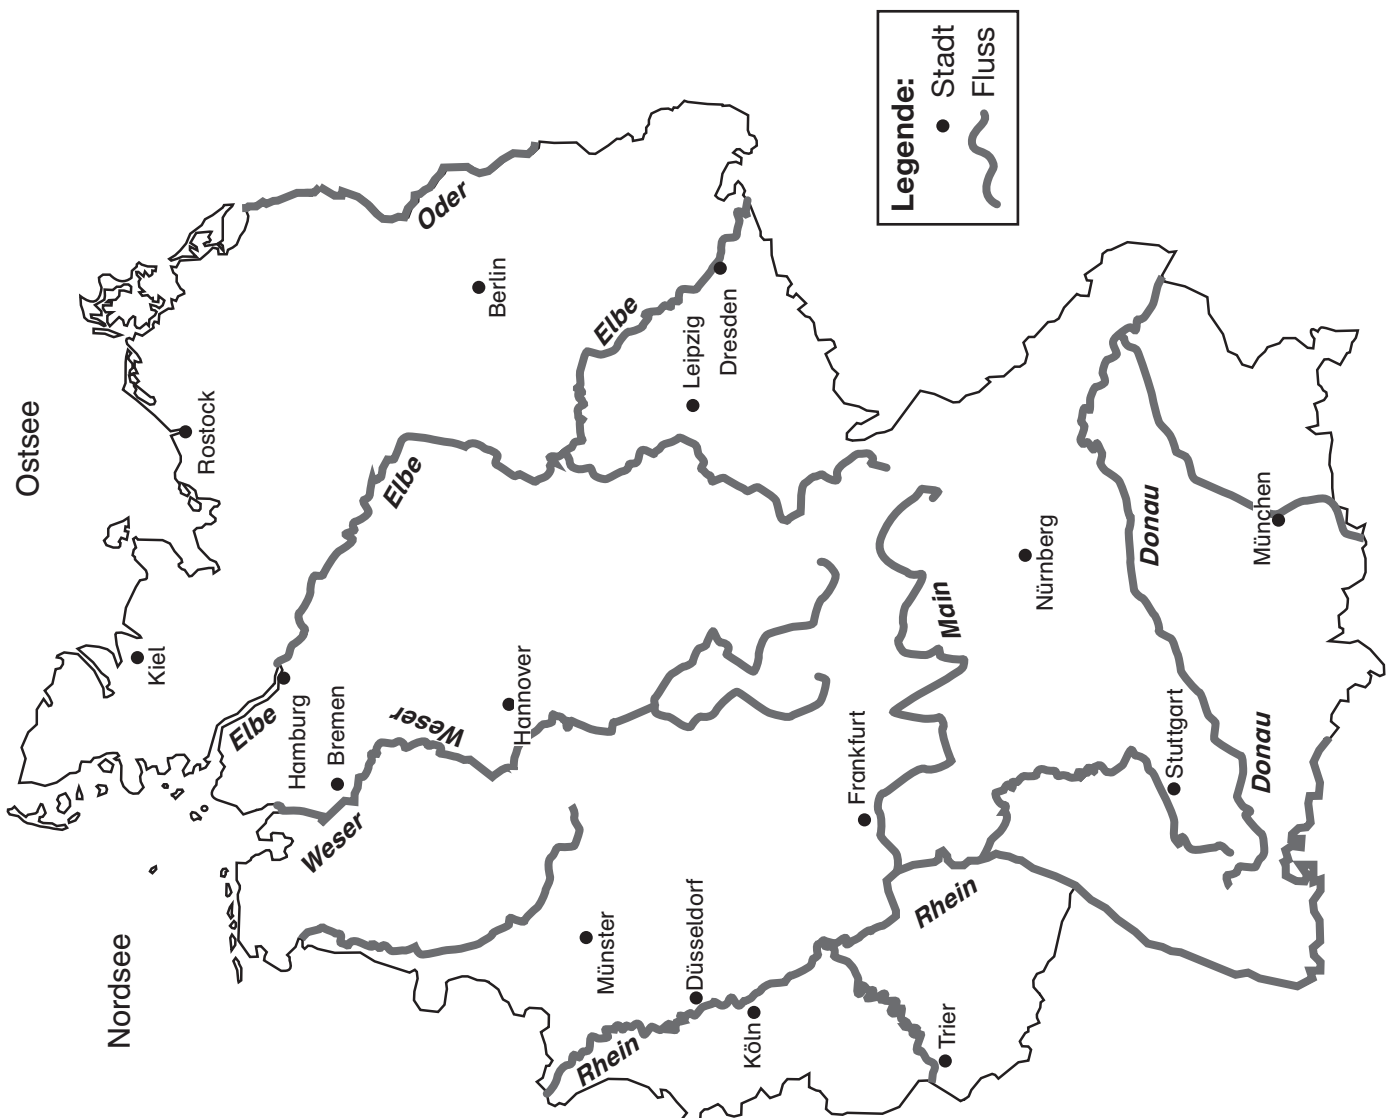 Nordsee
Ostsee
Kiel
Rostock
Elbe
Hamburg
Bremen
Weser
Weser
Elbe
Oder
Berlin
Hannover
Münster
Elbe
Leipzig
Dresden
Rhein
Düsseldorf
Köln
Frankfurt
Main
Rhein
Trier
Nürnberg
Donau
Stuttgart
Donau
München
Legende:
Stadt
Fluss